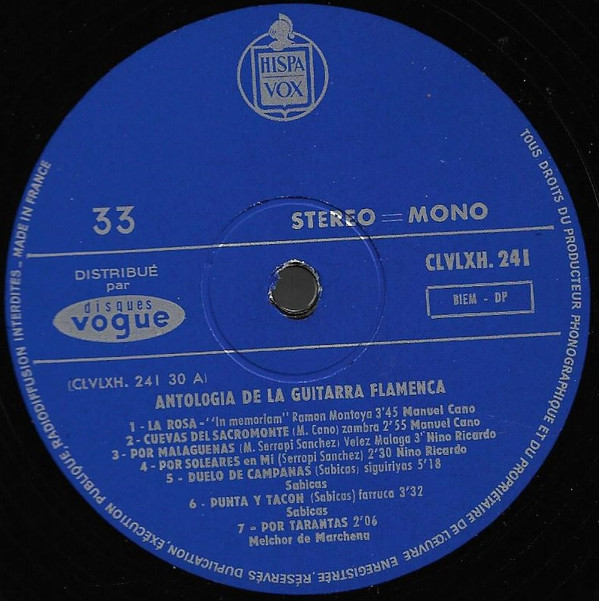 HISPA
VOX
33
STEREO = MONO
DISTRIBUÉ
par
disques
vogue
CLVLXH. 241
BIEM - DP
(CLVLXH. 241 30 A)
ANTOLOGIA DE LA GUITARRA FLAMENCA
1 - LA ROSA - "In memoriam" Ramon Montoya 3'45 Manuel Cano
2 - CUEVAS DEL SACROMONTE (M. Cano) zambra 2'55 Manuel Cano
3 - POR MALAGUENAS (M. Serrapi Sanchez) Velez Malaga 3' Nino Ricardo
4 - POR SOLEARES en Mi (Serrapi Sanchez) 2'30 Nino Ricardo
5 - DUELO DE CAMPANAS (Sabicas) siguiriyas 5'18
Sabicas
6 - PUNTA Y TACON (Sabicas) farruca 3'32
Sabicas
7 - POR TARANTAS 2'06
Melchor de Marchena
TOUS DROITS DU PRODUCTEUR PHONOGRAPHIQUE ET DU PROPRIÉTAIRE DE L'ŒUVRE ENREGISTRÉE, RÉSERVÉS DUPLICATION, EXÉCUTION PUBLIQUE, RADIODIFFUSION INTERDITES - MADE IN FRANCE